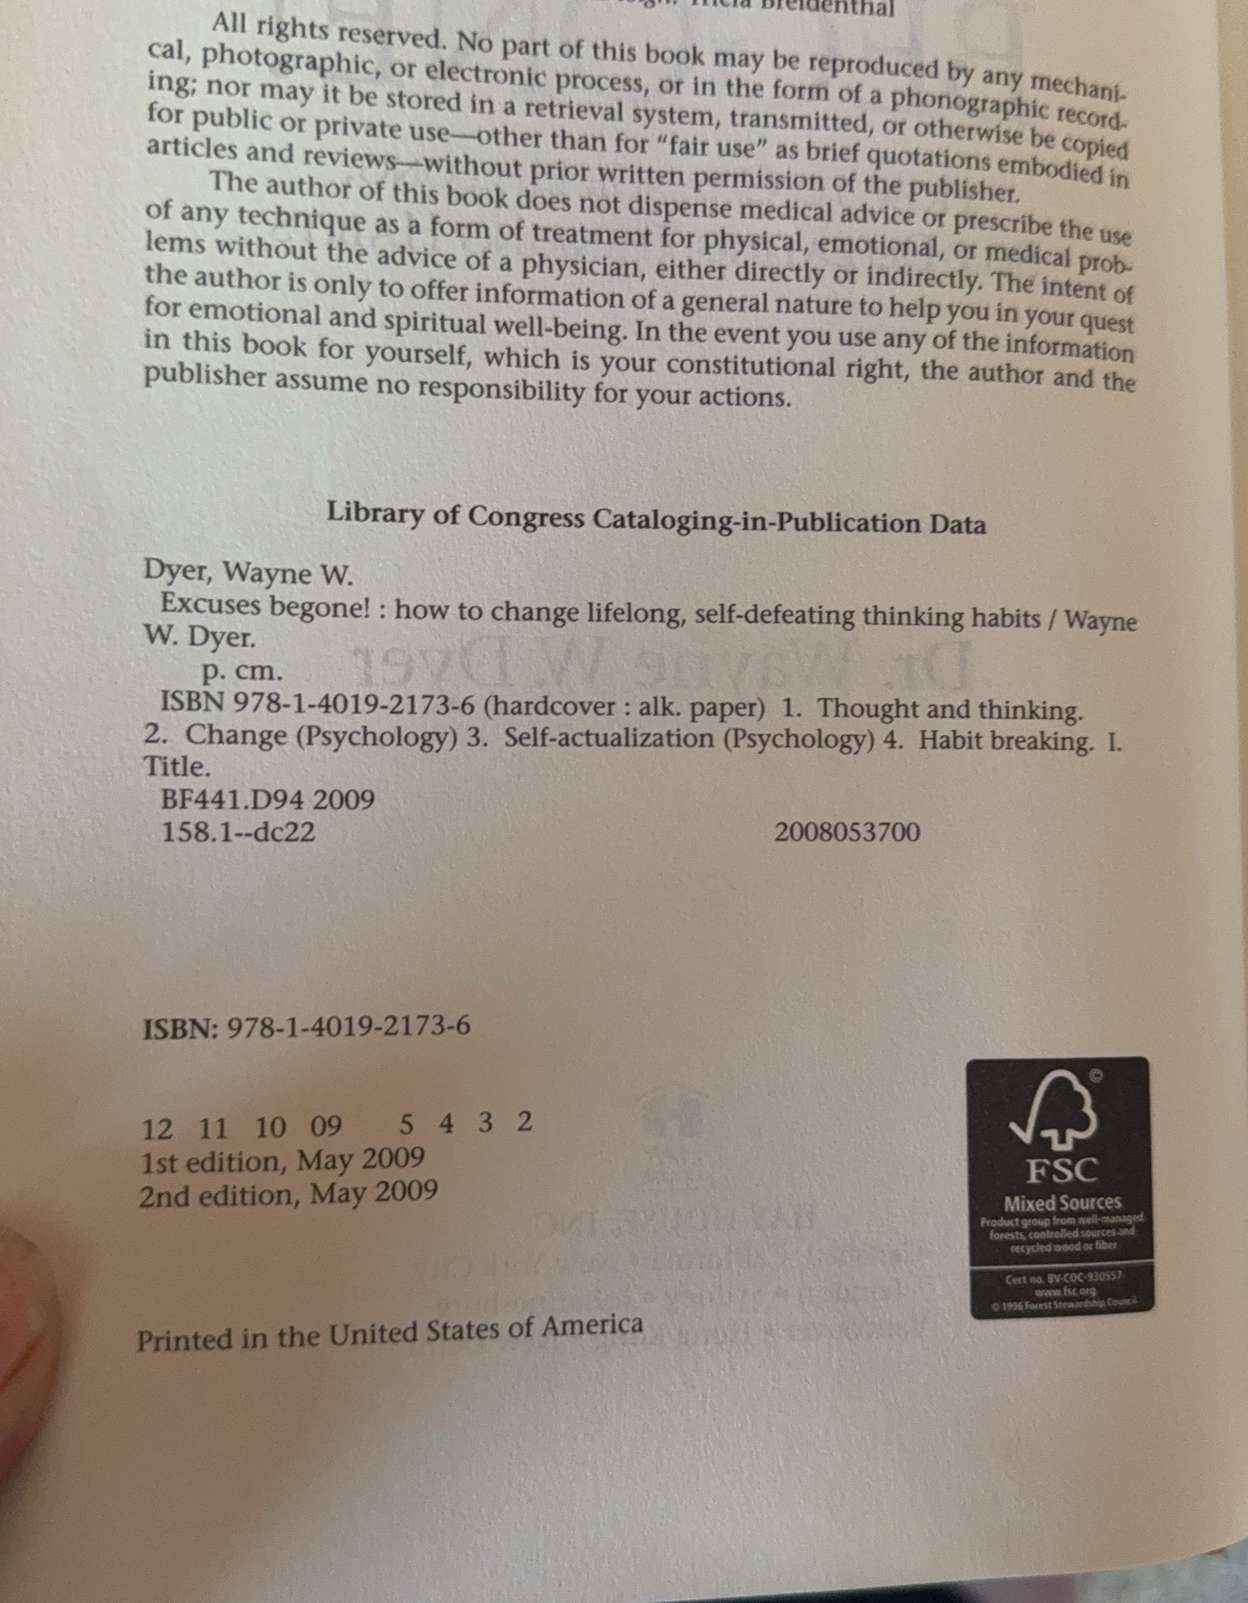 Breidenthal
All rights reserved. No part of this book may be reproduced by any mechani-
cal, photographic, or electronic process, or in the form of a phonographic record-
ing; nor may it be stored in a retrieval system, transmitted, or otherwise be copied
for public or private use—other than for “fair use” as brief quotations embodied in
articles and reviews—without prior written permission of the publisher.
The author of this book does not dispense medical advice or prescribe the use
of any technique as a form of treatment for physical, emotional, or medical prob-
lems without the advice of a physician, either directly or indirectly. The intent of
the author is only to offer information of a general nature to help you in your quest
for emotional and spiritual well-being. In the event you use any of the information
in this book for yourself, which is your constitutional right, the author and the
publisher assume no responsibility for your actions.
Library of Congress Cataloging-in-Publication Data
Dyer, Wayne W.
Excuses begone! : how to change lifelong, self-defeating thinking habits / Wayne
W. Dyer.
p. cm.
ISBN 978-1-4019-2173-6 (hardcover : alk. paper) 1. Thought and thinking.
2. Change (Psychology) 3. Self-actualization (Psychology) 4. Habit breaking. I.
Title.
BF441.D94 2009
158.1--dc22 2008053700
ISBN: 978-1-4019-2173-6
12 11 10 09 5 4 3 2
1st edition, May 2009
2nd edition, May 2009
Printed in the United States of America
©
FSC
Mixed Sources
Product group from well-managed
forests, controlled sources and
recycled wood or fiber
Cert no. BV-COC-930557
www.fsc.org
© 1996 Forest Stewardship Council